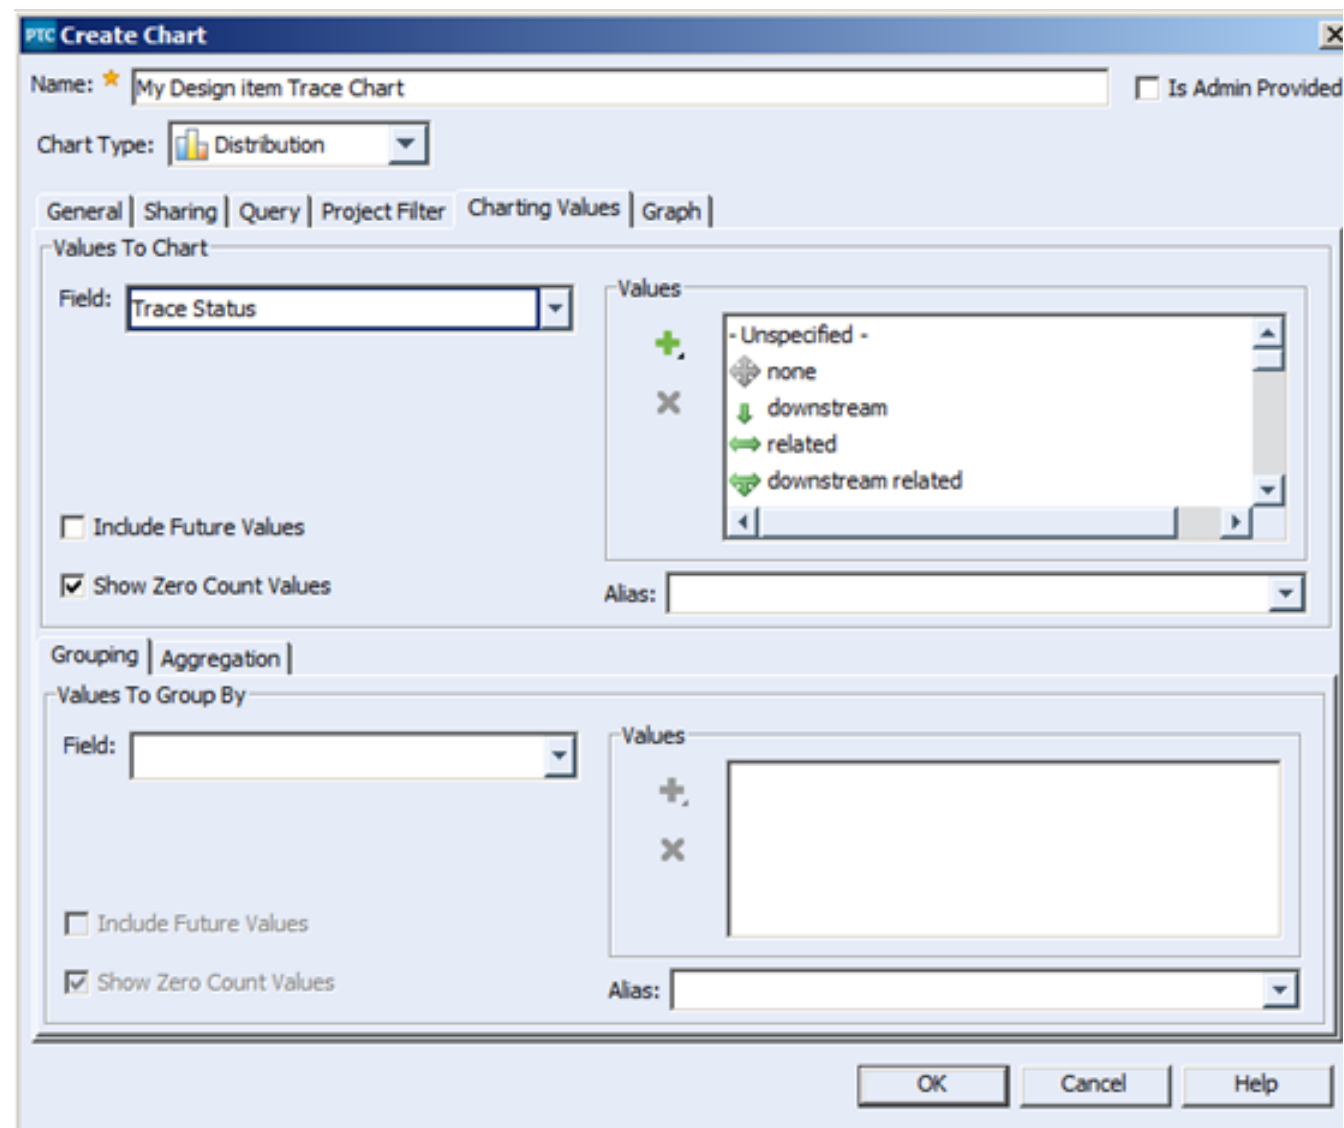 PTC Create Chart
Name: My Design item Trace Chart Is Admin Provided
Chart Type: Distribution
General Sharing Query Project Filter Charting Values Graph
Values To Chart
Field: Trace Status
Values
- Unspecified -
none
downstream
related
downstream related
Include Future Values
Show Zero Count Values
Alias:
Grouping Aggregation
Values To Group By
Field:
Values
Include Future Values
Show Zero Count Values
Alias:
OK Cancel Help